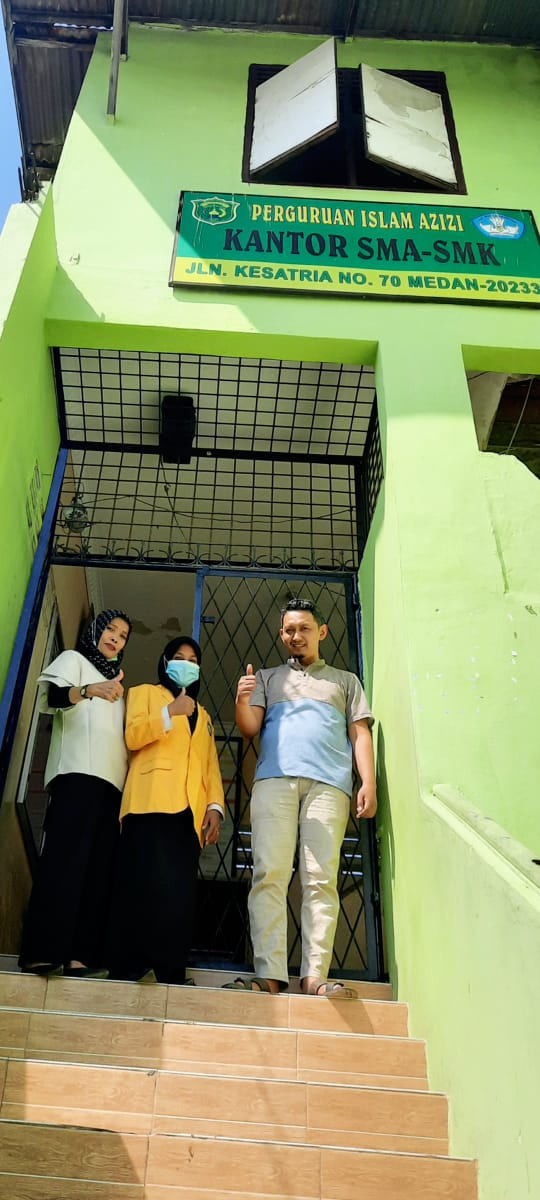 PERGURUAN ISLAM AZIZI
KANTOR SMA-SMK
JLN. KESATRIA NO. 70 MEDAN-20233